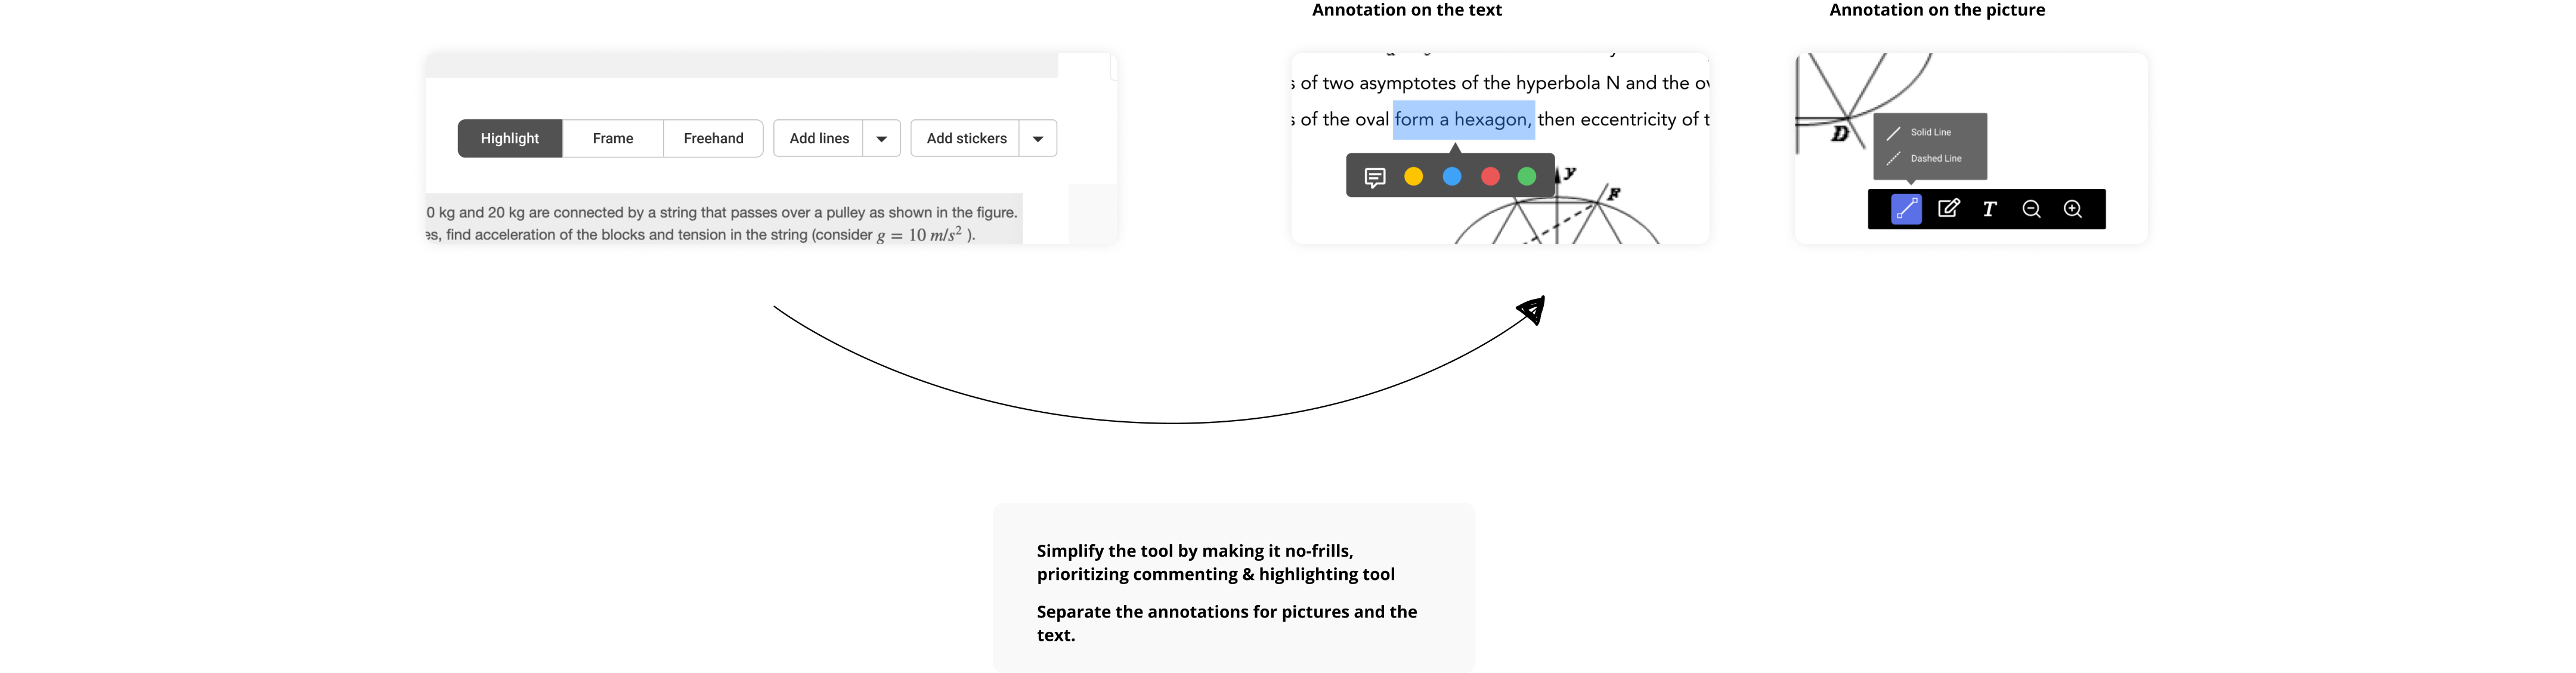 Annotation on the text
Annotation on the picture
Highlight
Frame
Freehand
Add lines
Add stickers
0 kg and 20 kg are connected by a string that passes over a pulley as shown in the figure.
es, find acceleration of the blocks and tension in the string (consider g = 10 m/s² ).
s of two asymptotes of the hyperbola N and the ov
s of the oval form a hexagon, then eccentricity of t
y
F
D
Solid Line
Dashed Line
T
Simplify the tool by making it no-frills,
prioritizing commenting & highlighting tool
Separate the annotations for pictures and the
text.